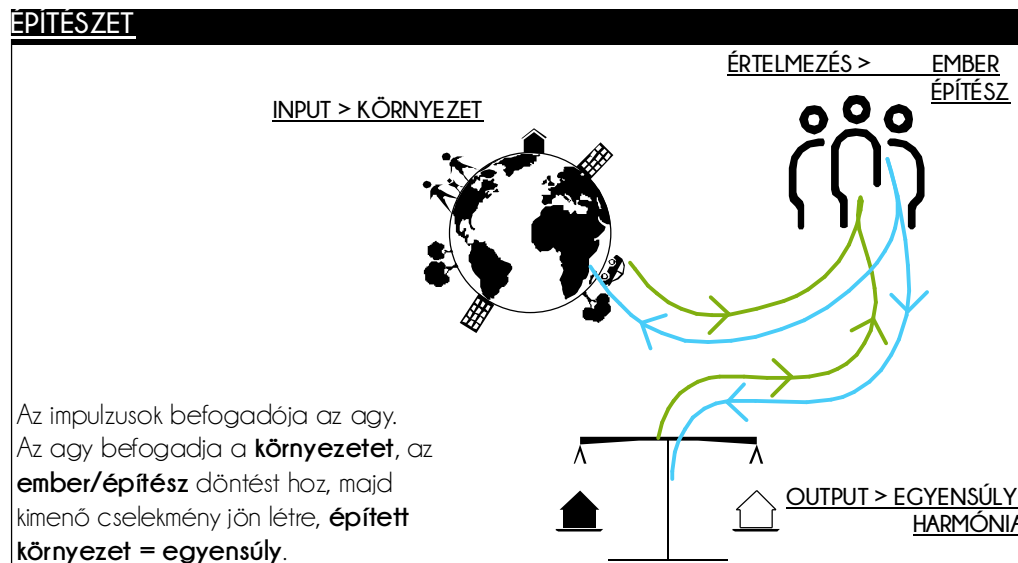 ÉPÍTÉSZET
ÉRTELMEZÉS > EMBER
ÉPÍTÉSZ
INPUT > KÖRNYEZET
Az impulzusok befogadója az agy.
Az agy befogadja a környezetet, az
ember/építész döntést hoz, majd
kimenő cselekmény jön létre, épített
környezet = egyensúly.
OUTPUT > EGYENSÚLY
HARMÓNIA